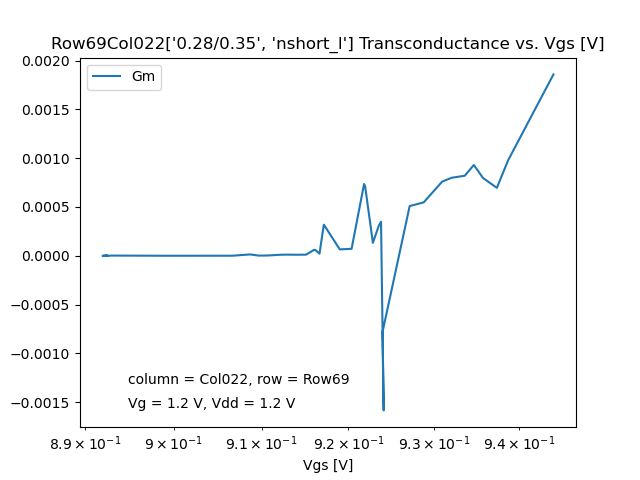 Row69Col022['0.28/0.35', 'nshort_l'] Transconductance vs. Vgs [V]
0.0020
Gm
0.0015
0.0010
0.0005
0.0000
−0.0005
−0.0010
column = Col022, row = Row69
−0.0015
Vg = 1.2 V, Vdd = 1.2 V
8.9 × 10⁻¹ 9 × 10⁻¹ 9.1 × 10⁻¹ 9.2 × 10⁻¹ 9.3 × 10⁻¹ 9.4 × 10⁻¹
Vgs [V]